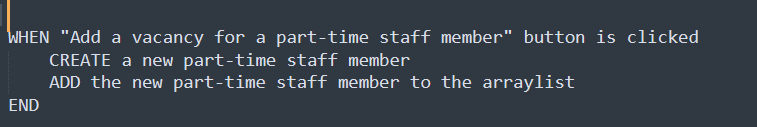 WHEN "Add a vacancy for a part-time staff member" button is clicked
    CREATE a new part-time staff member
    ADD the new part-time staff member to the arraylist
END